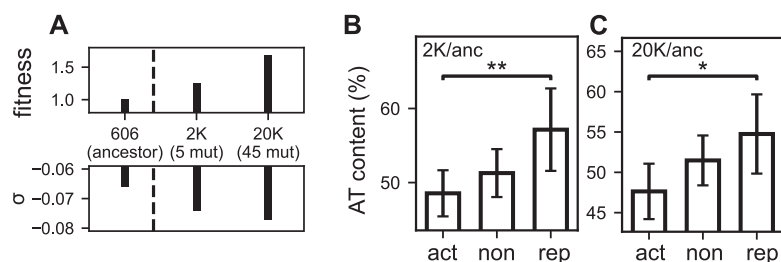 A
fitness
1.5
1.0
606 2K 20K
(ancestor) (5 mut) (45 mut)
σ
−0.06
−0.07
−0.08
B
AT content (%)
2K/anc
**
60
50
act non rep
C
20K/anc
*
65
60
55
50
45
act non rep